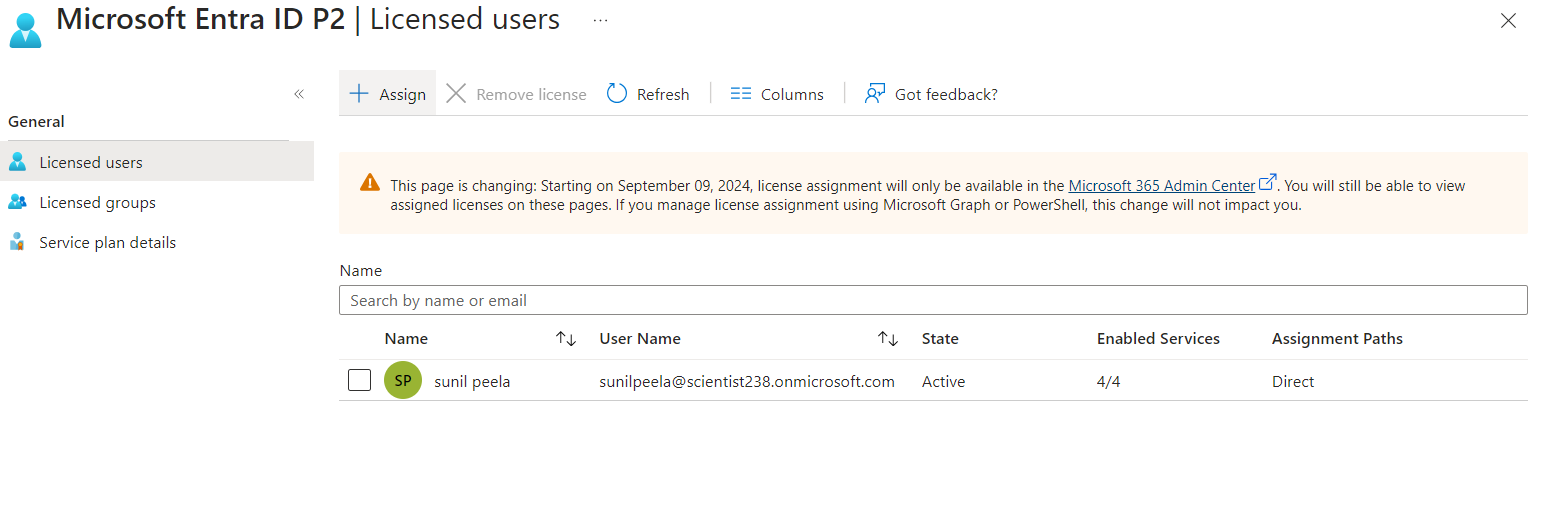 Microsoft Entra ID P2 | Licensed users ...
«
General
Licensed users
Licensed groups
Service plan details
Assign Remove license Refresh Columns Got feedback?
This page is changing: Starting on September 09, 2024, license assignment will only be available in the Microsoft 365 Admin Center. You will still be able to view
assigned licenses on these pages. If you manage license assignment using Microsoft Graph or PowerShell, this change will not impact you.
Name
Search by name or email
Name User Name State Enabled Services Assignment Paths
SP sunil peela sunilpeela@scientist238.onmicrosoft.com Active 4/4 Direct